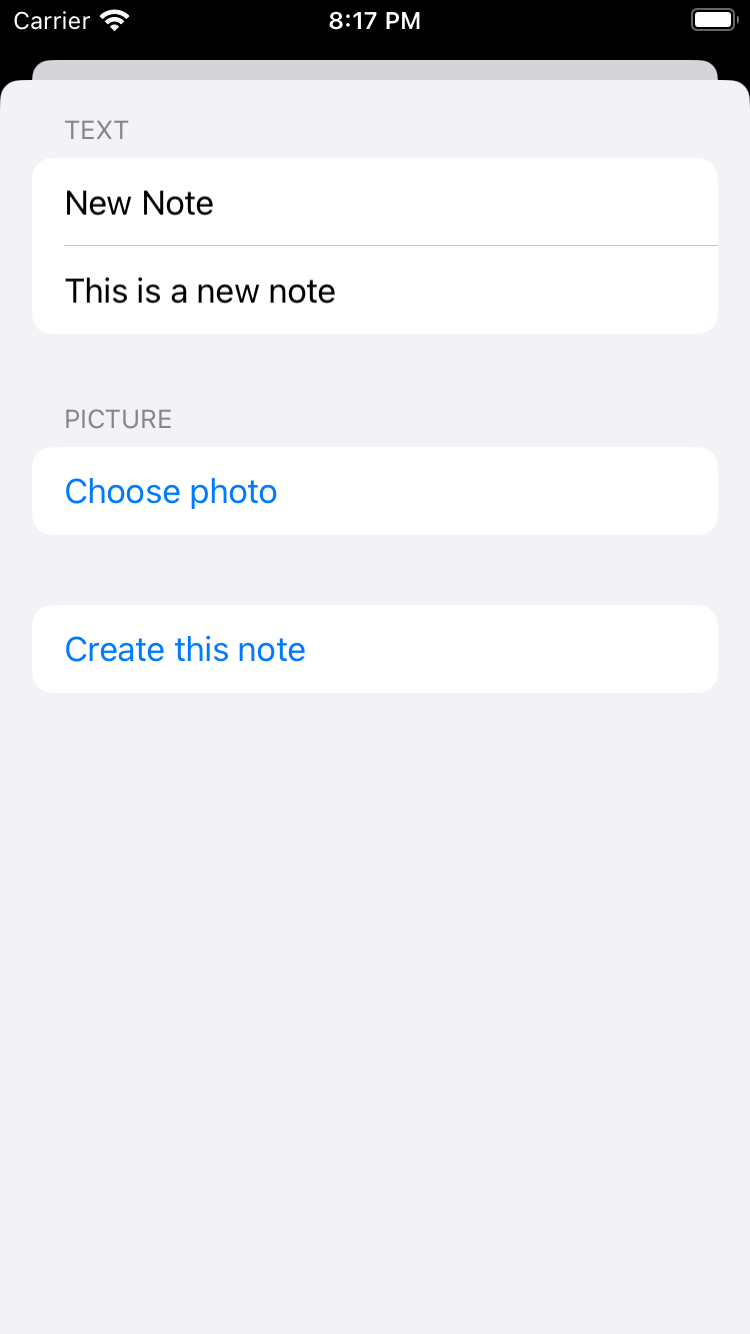 Carrier 8:17 PM
TEXT
New Note
This is a new note
PICTURE
Choose photo
Create this note